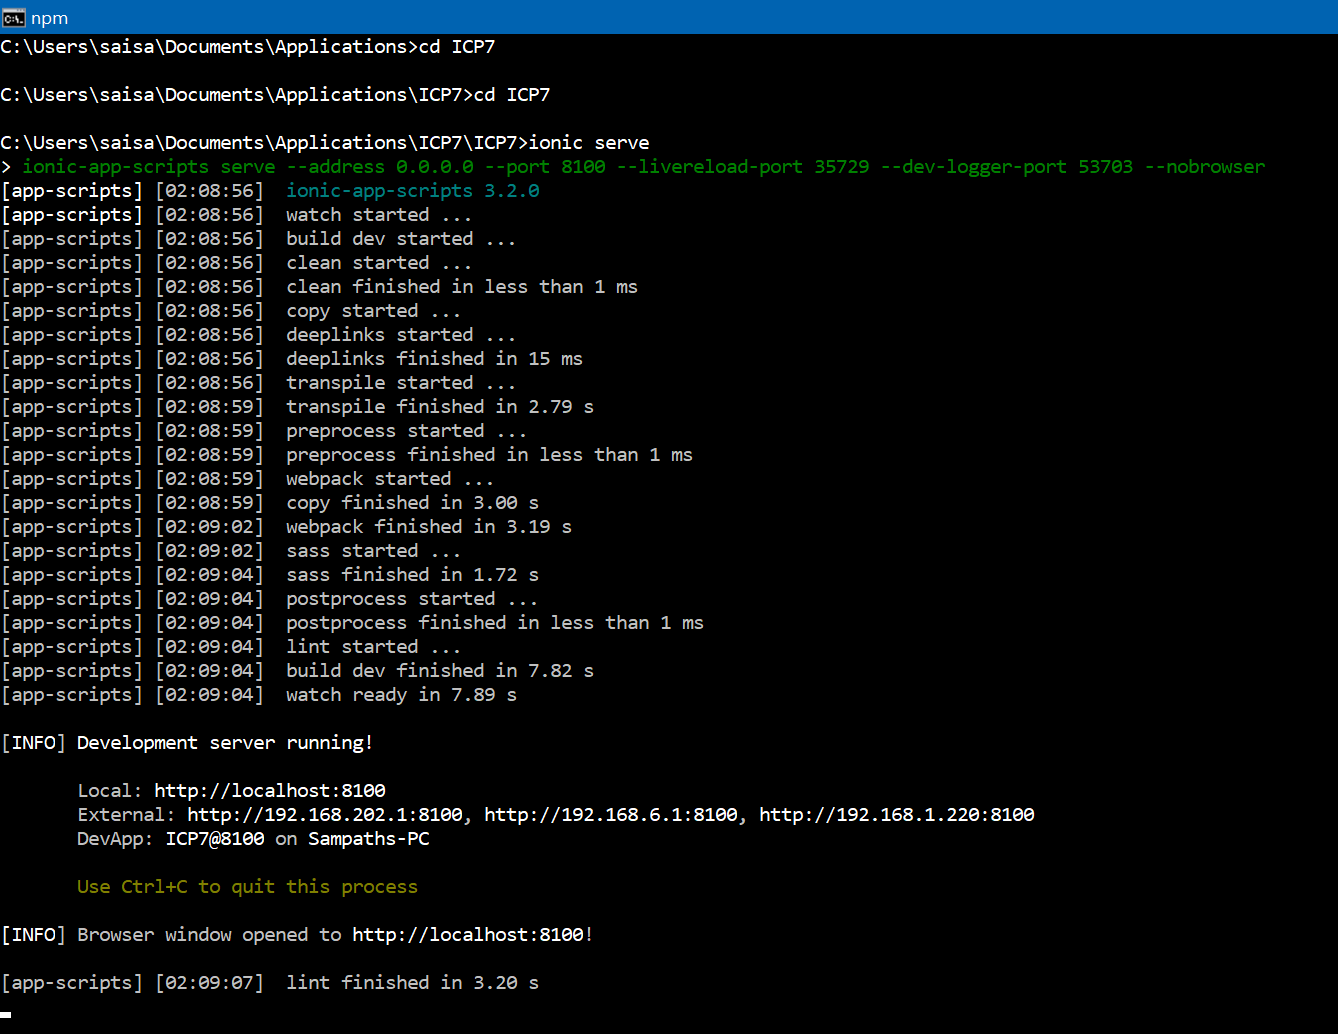 npm
C:\Users\saisa\Documents\Applications>cd ICP7
C:\Users\saisa\Documents\Applications\ICP7>cd ICP7
C:\Users\saisa\Documents\Applications\ICP7\ICP7>ionic serve
> ionic-app-scripts serve --address 0.0.0.0 --port 8100 --livereload-port 35729 --dev-logger-port 53703 --nobrowser
[app-scripts] [02:08:56]  ionic-app-scripts 3.2.0
[app-scripts] [02:08:56]  watch started ...
[app-scripts] [02:08:56]  build dev started ...
[app-scripts] [02:08:56]  clean started ...
[app-scripts] [02:08:56]  clean finished in less than 1 ms
[app-scripts] [02:08:56]  copy started ...
[app-scripts] [02:08:56]  deeplinks started ...
[app-scripts] [02:08:56]  deeplinks finished in 15 ms
[app-scripts] [02:08:56]  transpile started ...
[app-scripts] [02:08:59]  transpile finished in 2.79 s
[app-scripts] [02:08:59]  preprocess started ...
[app-scripts] [02:08:59]  preprocess finished in less than 1 ms
[app-scripts] [02:08:59]  webpack started ...
[app-scripts] [02:08:59]  copy finished in 3.00 s
[app-scripts] [02:09:02]  webpack finished in 3.19 s
[app-scripts] [02:09:02]  sass started ...
[app-scripts] [02:09:04]  sass finished in 1.72 s
[app-scripts] [02:09:04]  postprocess started ...
[app-scripts] [02:09:04]  postprocess finished in less than 1 ms
[app-scripts] [02:09:04]  lint started ...
[app-scripts] [02:09:04]  build dev finished in 7.82 s
[app-scripts] [02:09:04]  watch ready in 7.89 s
[INFO] Development server running!
Local: http://localhost:8100
External: http://192.168.202.1:8100, http://192.168.6.1:8100, http://192.168.1.220:8100
DevApp: ICP7@8100 on Sampaths-PC
Use Ctrl+C to quit this process
[INFO] Browser window opened to http://localhost:8100!
[app-scripts] [02:09:07]  lint finished in 3.20 s